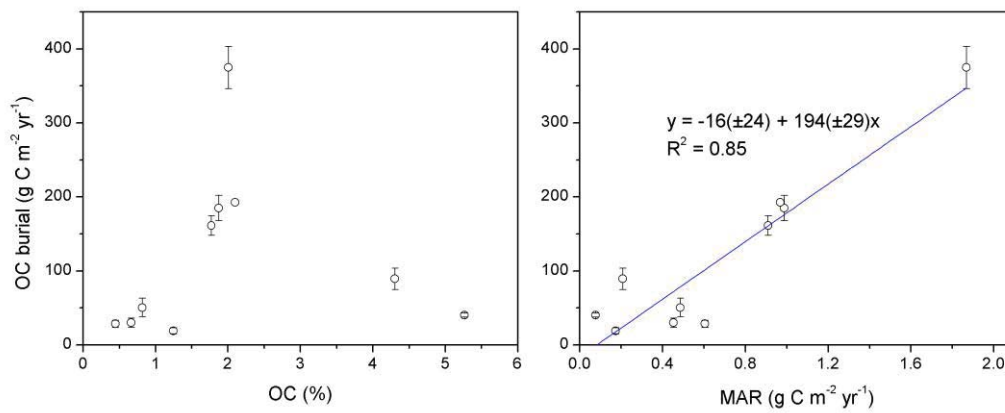 400
300
200
100
0
OC burial (g C m⁻² yr⁻¹)
0 1 2 3 4 5 6
OC (%)
400
300
200
100
0
y = -16(±24) + 194(±29)x
R² = 0.85
0.0 0.4 0.8 1.2 1.6 2.0
MAR (g C m⁻² yr⁻¹)